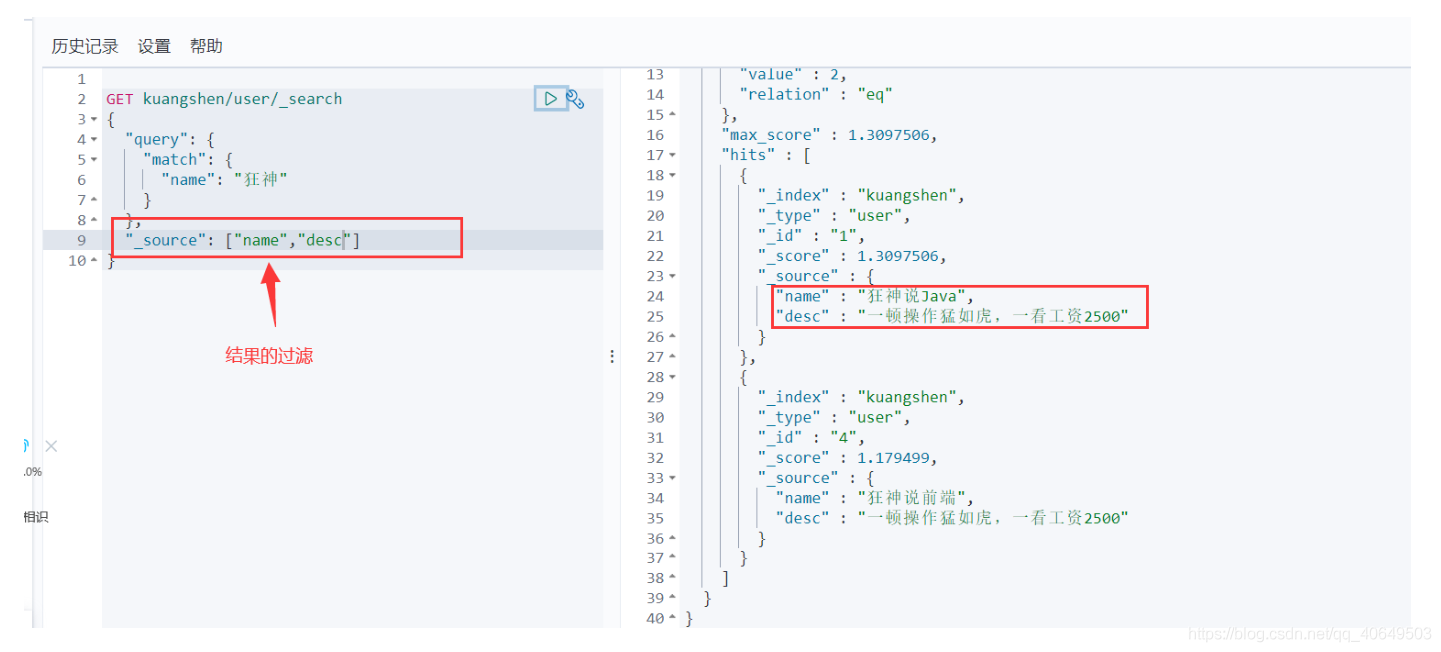 历史记录 设置 帮助
1
2 GET kuangshen/user/_search
3 {
4 "query": {
5 "match": {
6 "name": "狂神"
7 }
8 },
9 "_source": ["name","desc"]
10 }
结果的过滤
.0%
相识
13 "value" : 2,
14 "relation" : "eq"
15 },
16 "max_score" : 1.3097506,
17 "hits" : [
18 {
19 "_index" : "kuangshen",
20 "_type" : "user",
21 "_id" : "1",
22 "_score" : 1.3097506,
23 "_source" : {
24 "name" : "狂神说Java",
25 "desc" : "一顿操作猛如虎，一看工资2500"
26 }
27 },
28 {
29 "_index" : "kuangshen",
30 "_type" : "user",
31 "_id" : "4",
32 "_score" : 1.179499,
33 "_source" : {
34 "name" : "狂神说前端",
35 "desc" : "一顿操作猛如虎，一看工资2500"
36 }
37 }
38 ]
39 }
40 }
https://blog.csdn.net/qq_40649503